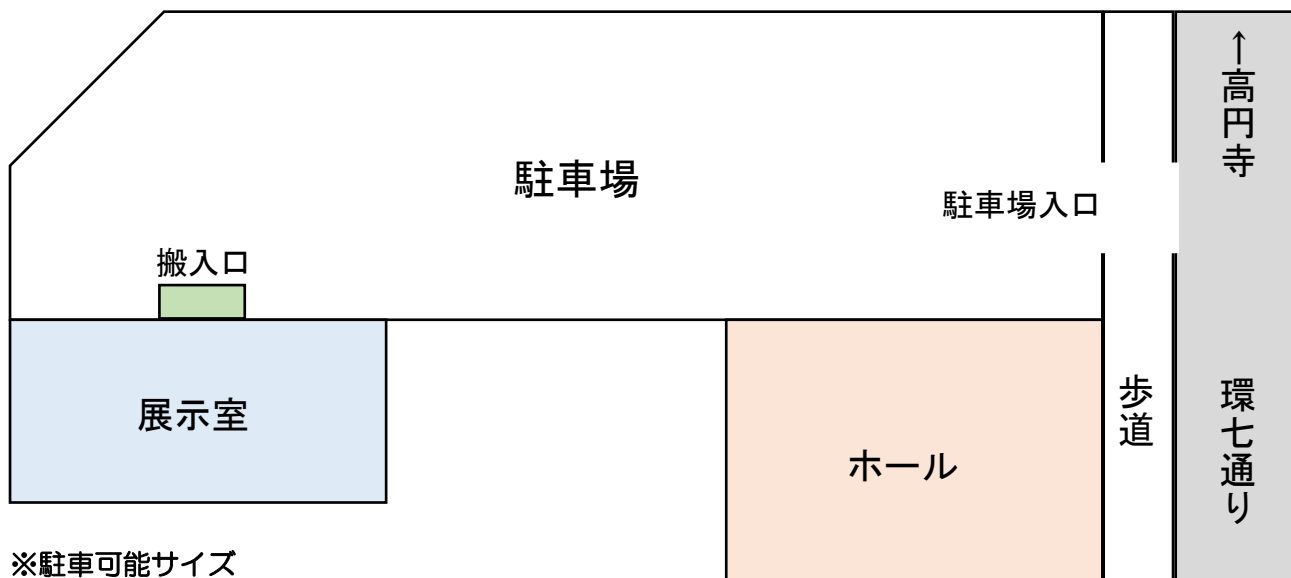 ↑高円寺
駐車場
駐車場入口
搬入口
展示室
ホール
歩道
環七通り
※駐車可能サイズ